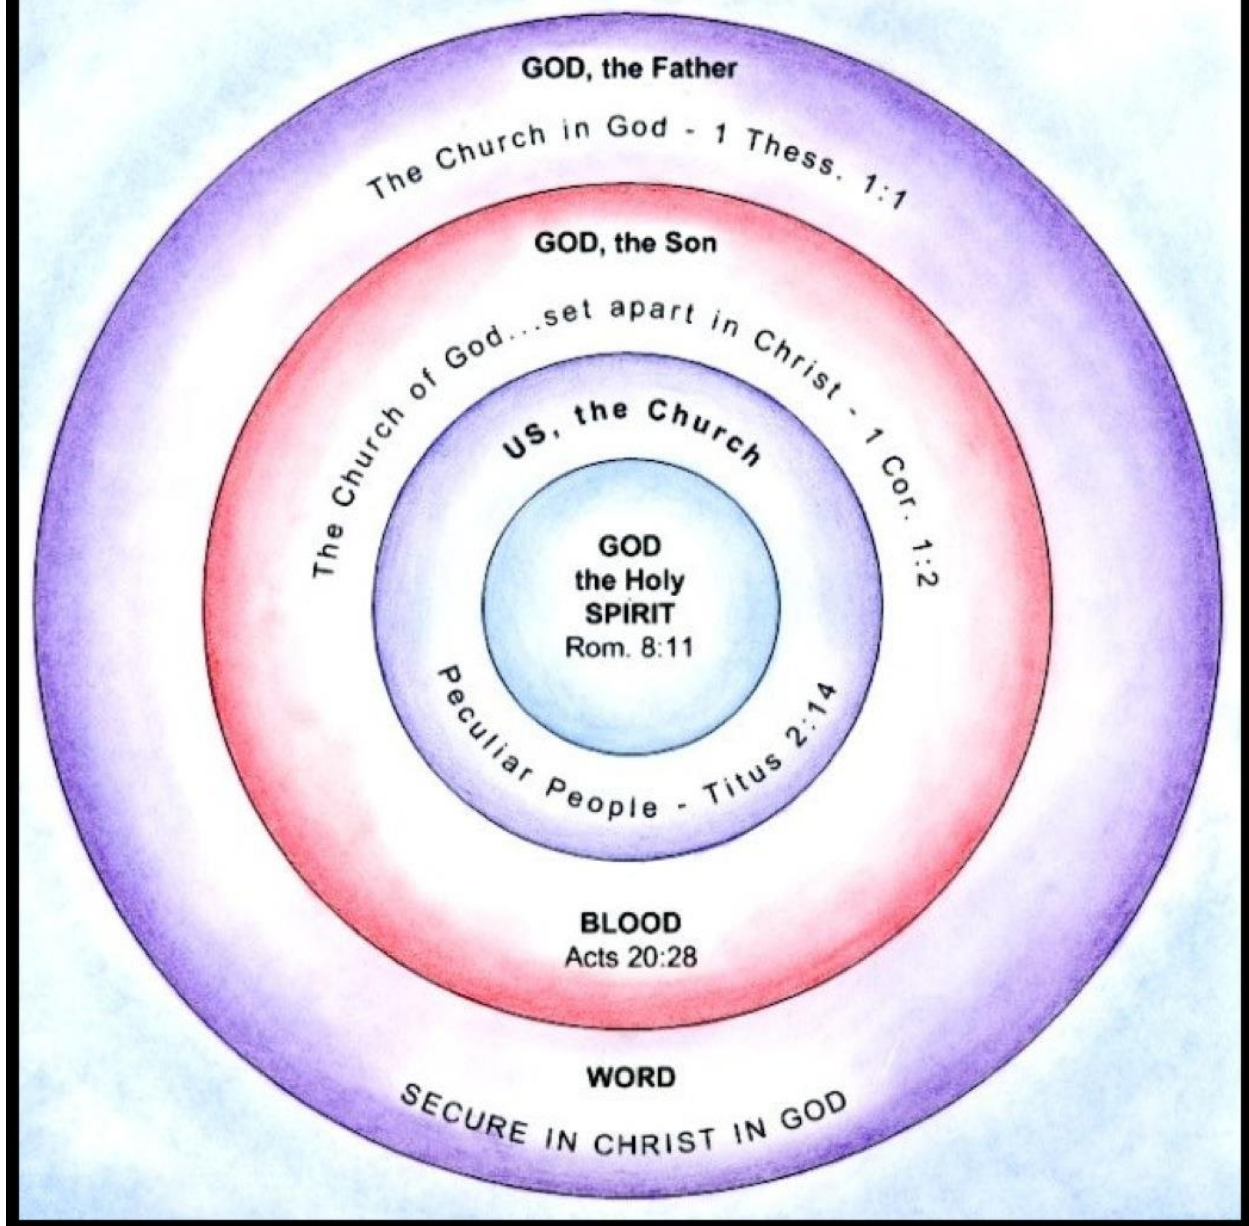 GOD, the Father
The Church in God - 1 Thess. 1:1
GOD, the Son
The Church of God...set apart in Christ - 1 Cor. 1:2
US, the Church
GOD
the Holy
SPIRIT
Rom. 8:11
Peculiar People - Titus 2:14
BLOOD
Acts 20:28
WORD
SECURE IN CHRIST IN GOD